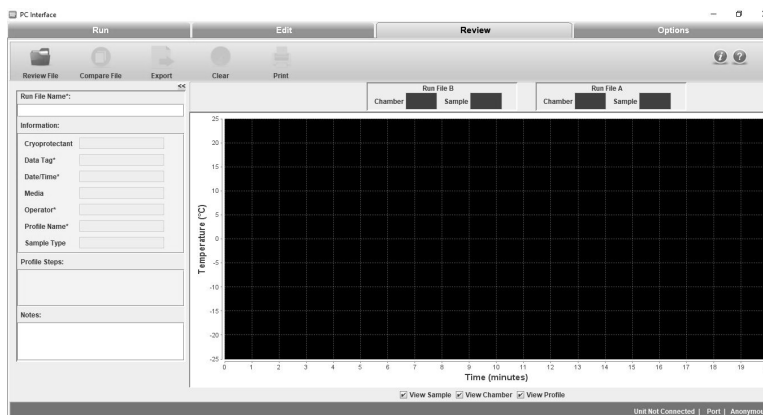 PC Interface
Run Edit Review Options
Review File Compare File Export Clear Print
<<
Run File Name*:
Information:
Cryoprotectant
Data Tag*
Date/Time*
Media
Operator*
Profile Name*
Sample Type
Profile Steps:
Notes:
Run File B
Chamber Sample
Run File A
Chamber Sample
Temperature (°C)
25
20
15
10
5
0
-5
-10
-15
-20
-25
0 1 2 3 4 5 6 7 8 9 10 11 12 13 14 15 16 17 18 19
Time (minutes)
View Sample View Chamber View Profile
Unit Not Connected | Port | Anonymou